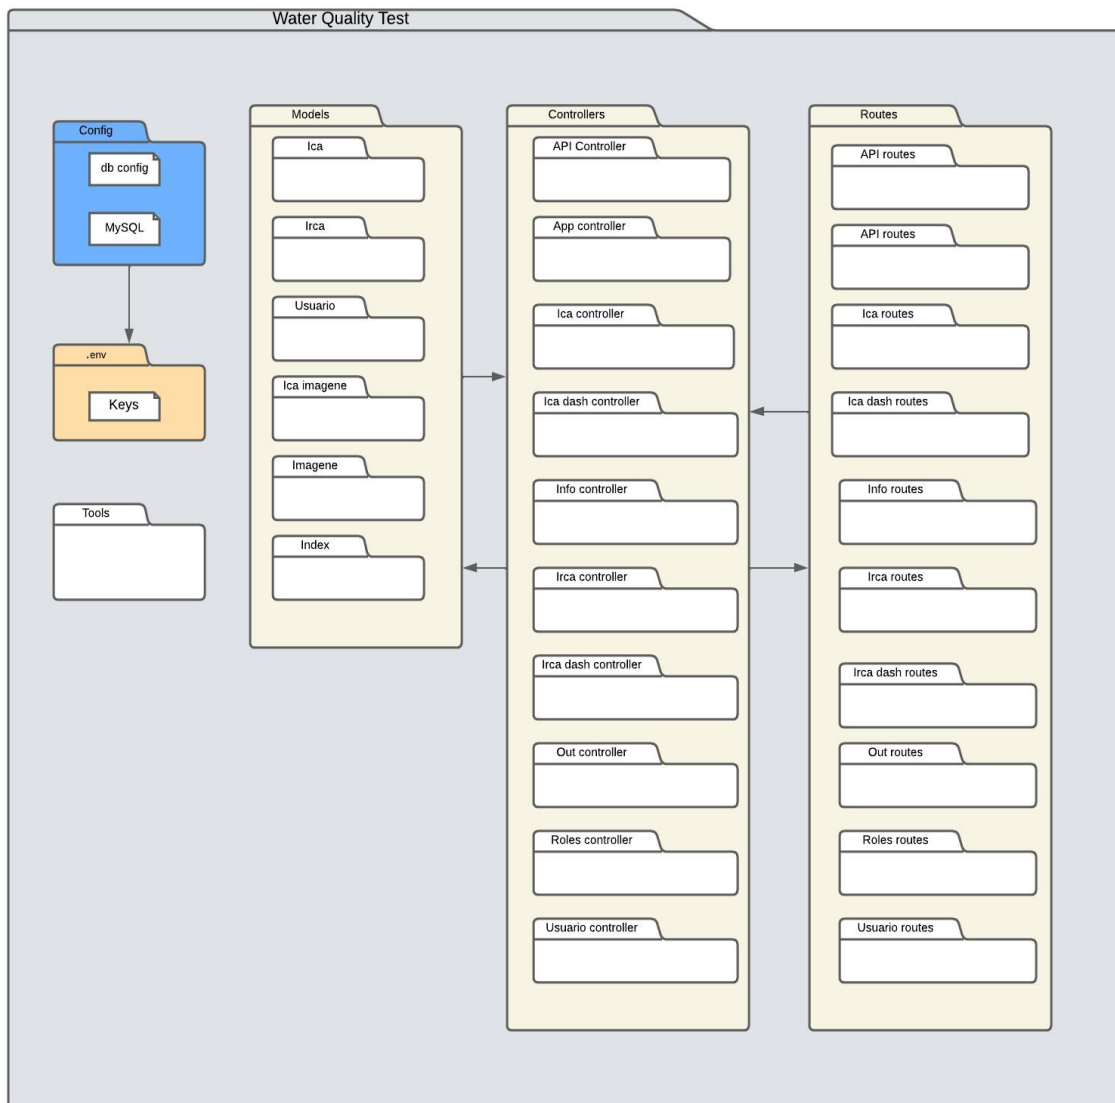 Water Quality Test
Config
db config
MySQL
.env
Keys
Tools
Models
Ica
Irca
Usuario
Ica imagene
Imagene
Index
Controllers
API Controller
App controller
Ica controller
Ica dash controller
Info controller
Irca controller
Irca dash controller
Out controller
Roles controller
Usuario controller
Routes
API routes
API routes
Ica routes
Ica dash routes
Info routes
Irca routes
Irca dash routes
Out routes
Roles routes
Usuario routes